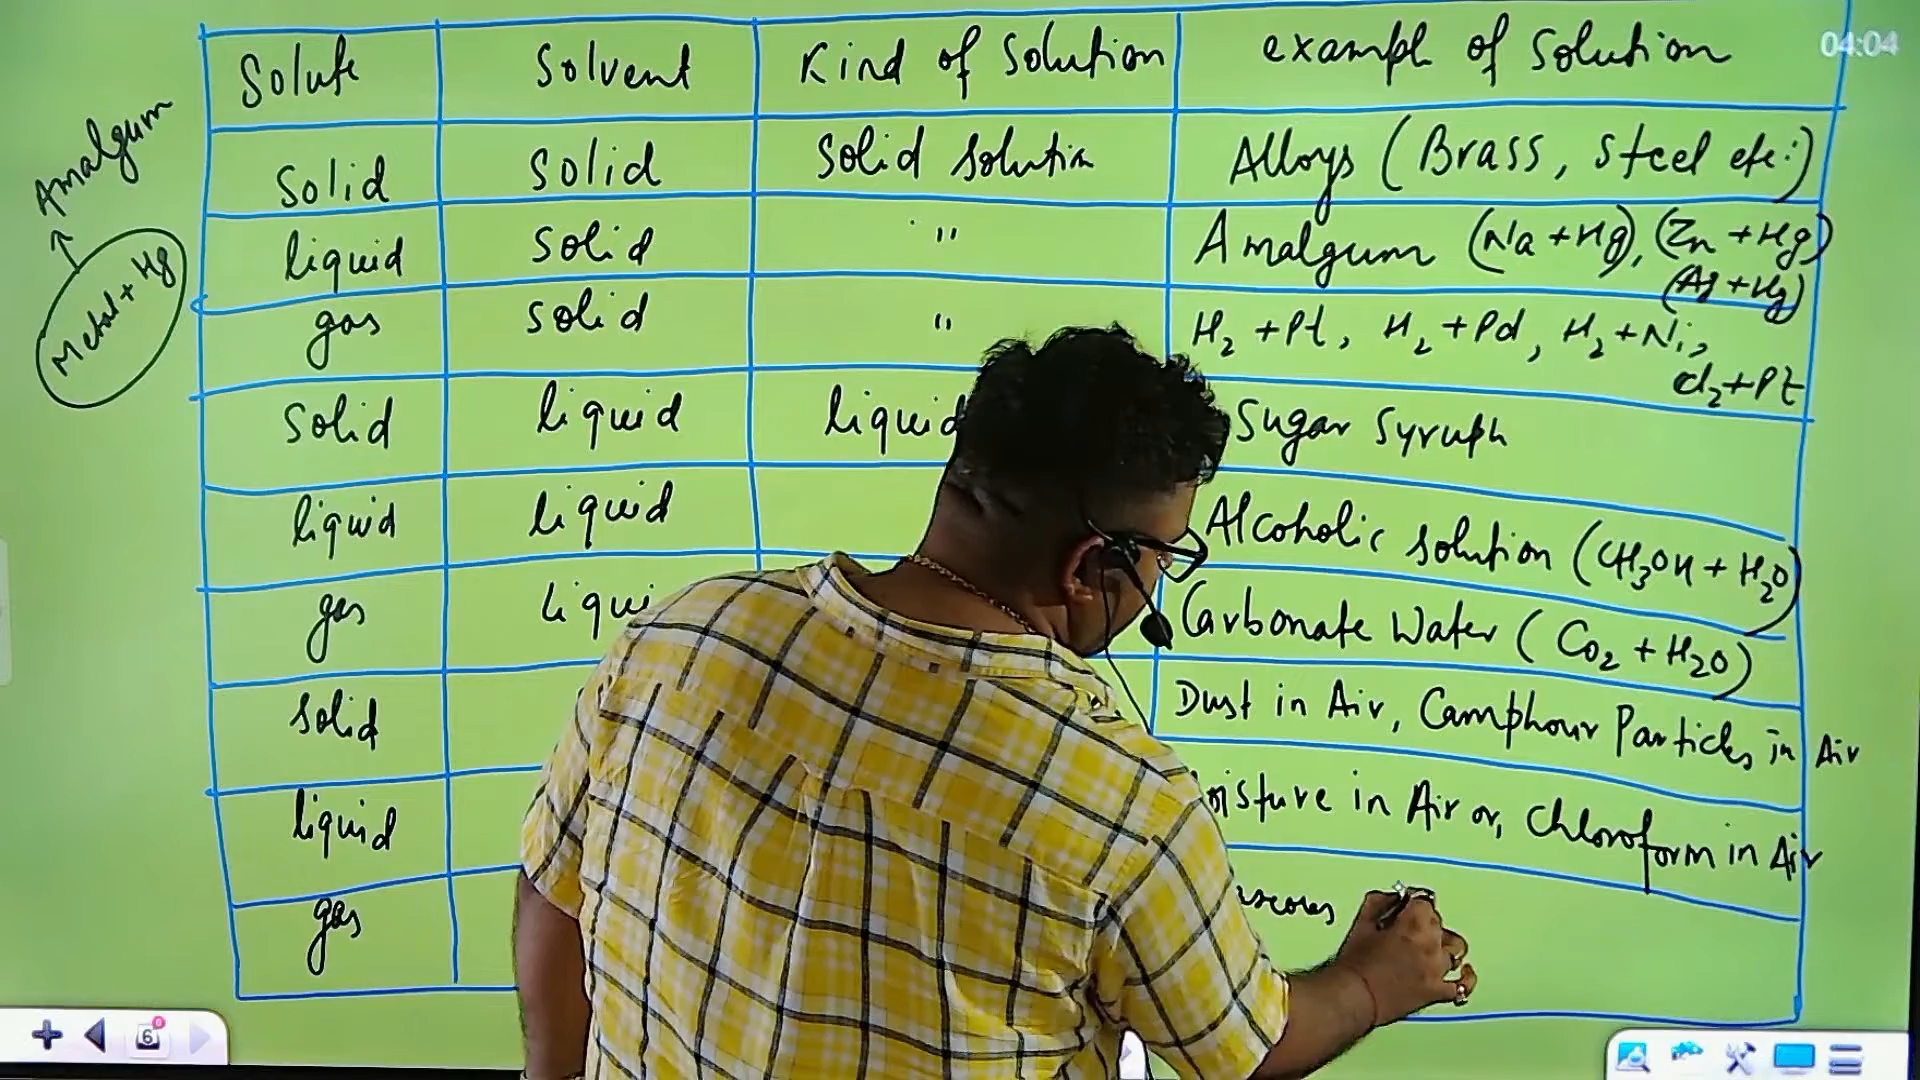 04:04
Solute Solvent Kind of Solution example of Solution
Solid Solid Solid Solution Alloys (Brass, Steel etc:)
liquid Solid " Amalgum (Na+Hg), (Zn+Hg)
(Ag+Hg)
gas Solid " H2+Pt, H2+Pd, H2+Ni,
Cl2+Pt
Solid liquid liquid Sugar Syruph
liquid liquid Alcoholic Solution (CH3OH + H2O)
gas Carbonate Water (CO2 + H2O)
Solid Dust in Air, Camphour Particles in Air
liquid in Air or, Chloroform in Air
gas
Amalgum
Metal + Hg
6